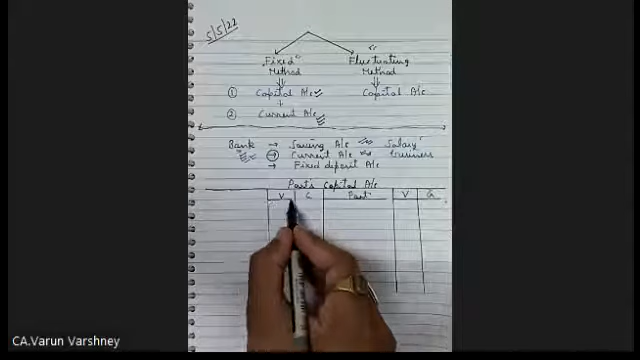 5/5/22
Fixed Fluctuating
Method Method
① Capital A/c Capital A/c
+
② Current A/c
Bank → Saving A/c Salary
→ Current A/c business
→ Fixed deposit A/c
Part's Capital A/c
V C Part V G
CA.Varun Varshney